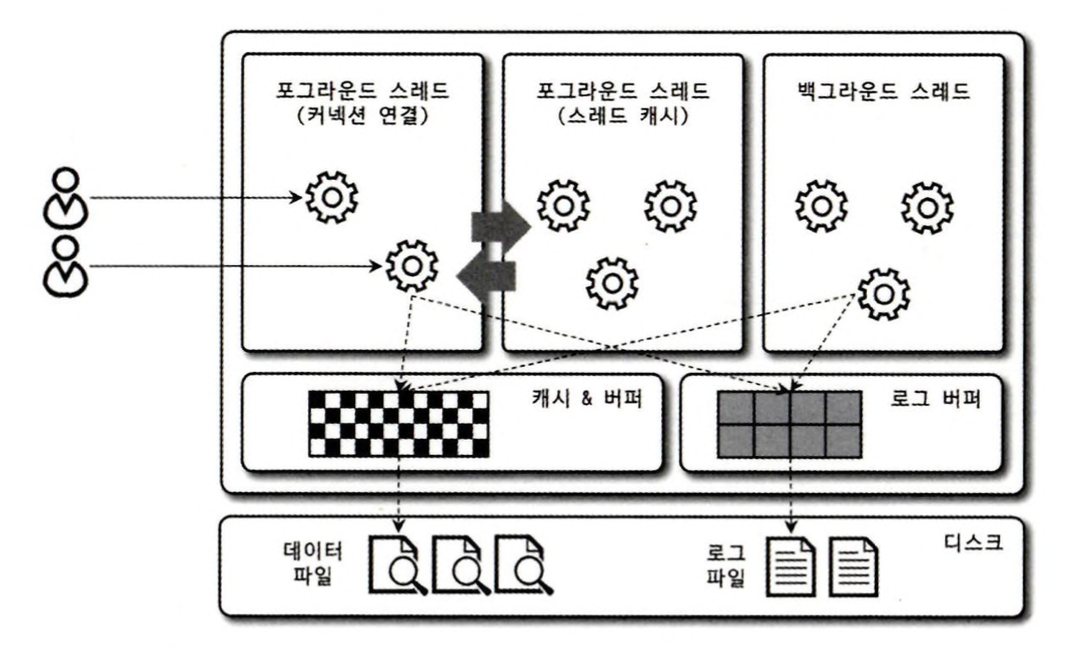 포그라운드 스레드
(커넥션 연결)
포그라운드 스레드
(스레드 캐시)
백그라운드 스레드
캐시 & 버퍼
로그 버퍼
디스크
데이터
파일
로그
파일